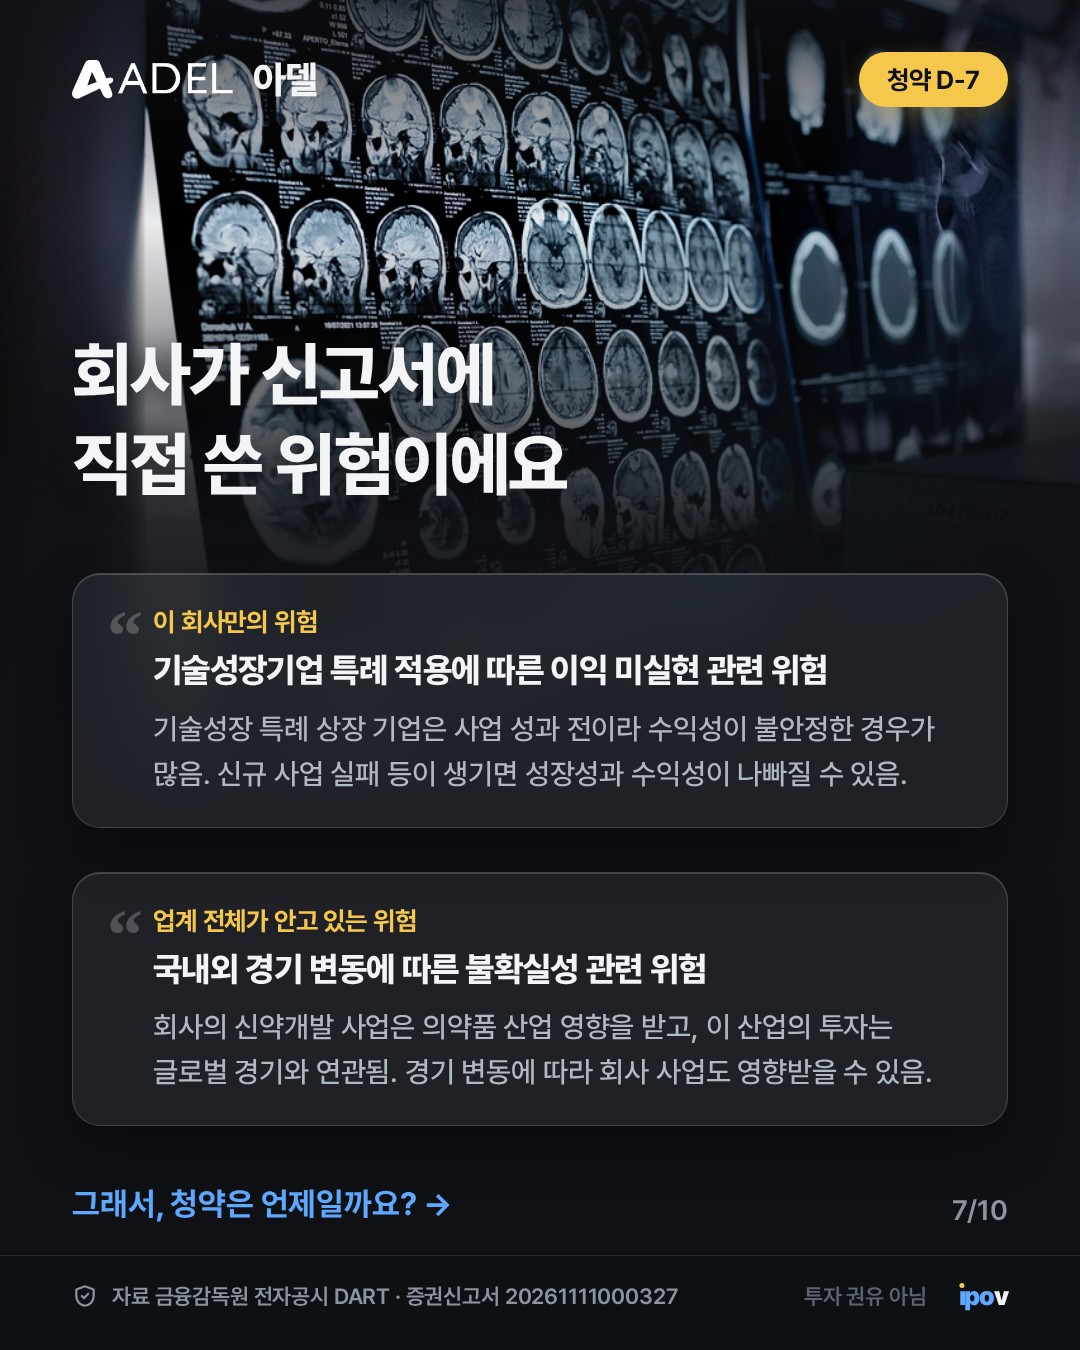 ADEL 아델
청약 D-7
회사가 신고서에
직접 쓴 위험이에요
“ 이 회사만의 위험
기술성장기업 특례 적용에 따른 이익 미실현 관련 위험
기술성장 특례 상장 기업은 사업 성과 전이라 수익성이 불안정한 경우가
많음. 신규 사업 실패 등이 생기면 성장성과 수익성이 나빠질 수 있음.
“ 업계 전체가 안고 있는 위험
국내외 경기 변동에 따른 불확실성 관련 위험
회사의 신약개발 사업은 의약품 산업 영향을 받고, 이 산업의 투자는
글로벌 경기와 연관됨. 경기 변동에 따라 회사 사업도 영향받을 수 있음.
그래서, 청약은 언제일까요? →
7/10
자료 금융감독원 전자공시 DART · 증권신고서 20261111000327
투자 권유 아님
ipov